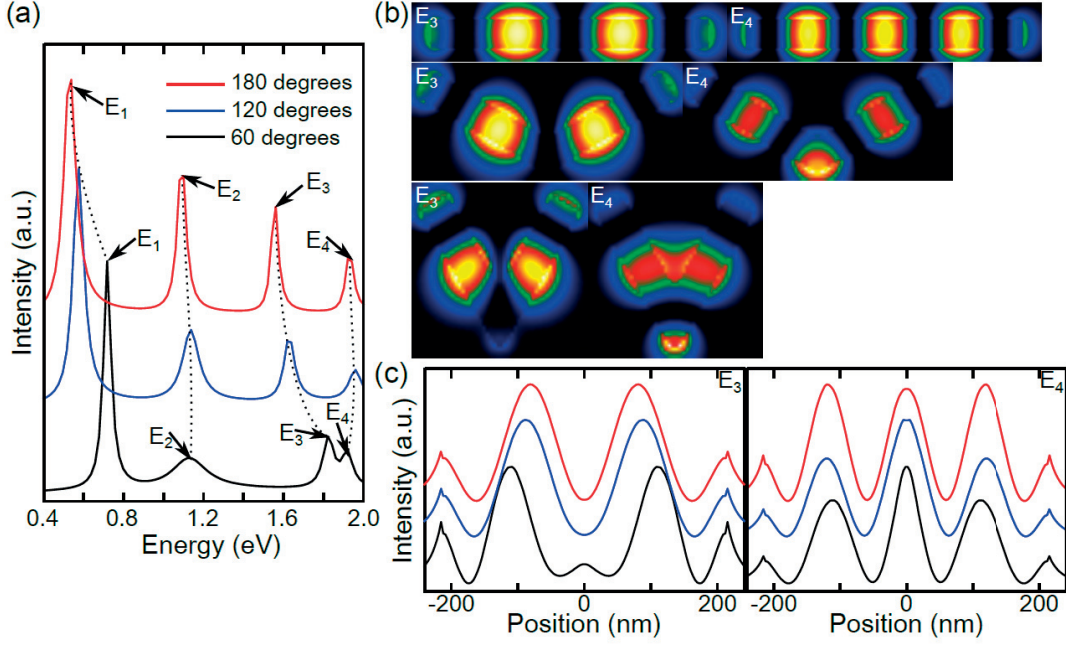 (a)
180 degrees
120 degrees
60 degrees
E1
E2
E3
E4
E1
E2
E3
E4
Intensity (a.u.)
0.4 0.8 1.2 1.6 2.0
Energy (eV)
(b)
E3 E4
E3 E4
E3 E4
(c)
E3 E4
Intensity (a.u.)
-200 0 200 -200 0 200
Position (nm) Position (nm)